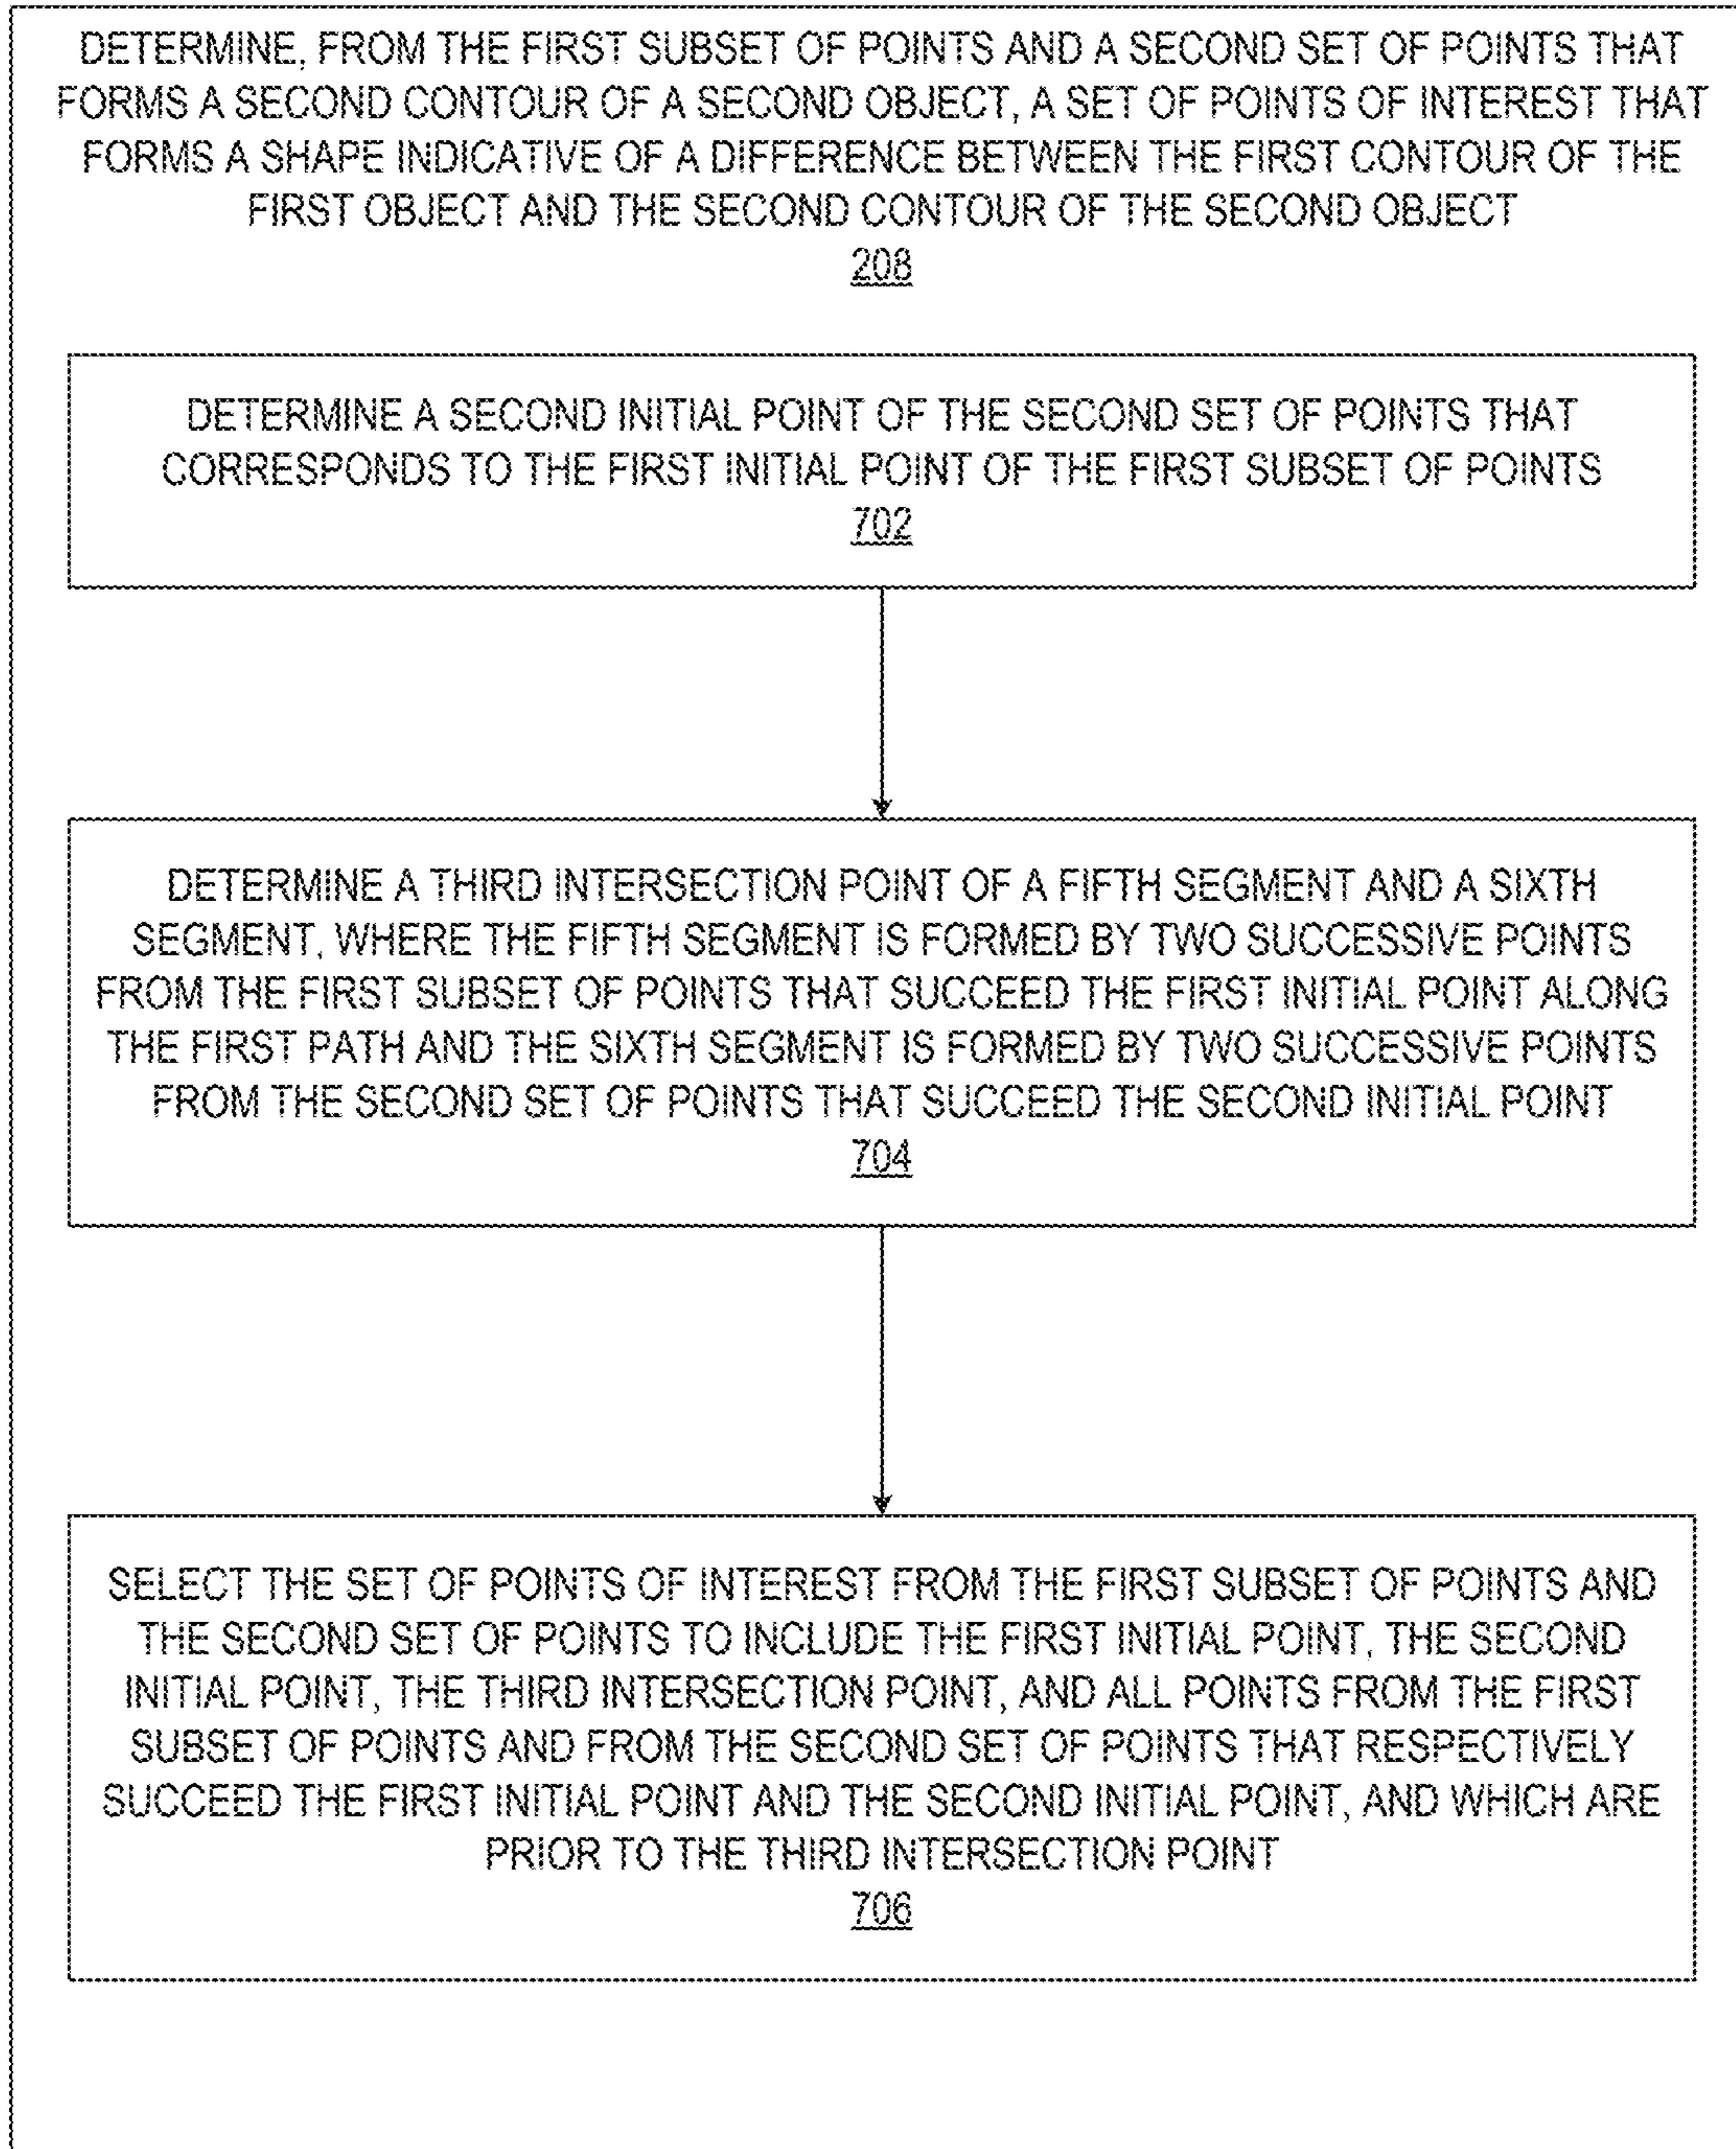 DETERMINE, FROM THE FIRST SUBSET OF POINTS AND A SECOND SET OF POINTS THAT
FORMS A SECOND CONTOUR OF A SECOND OBJECT, A SET OF POINTS OF INTEREST THAT
FORMS A SHAPE INDICATIVE OF A DIFFERENCE BETWEEN THE FIRST CONTOUR OF THE
FIRST OBJECT AND THE SECOND CONTOUR OF THE SECOND OBJECT
208
DETERMINE A SECOND INITIAL POINT OF THE SECOND SET OF POINTS THAT
CORRESPONDS TO THE FIRST INITIAL POINT OF THE FIRST SUBSET OF POINTS
702
DETERMINE A THIRD INTERSECTION POINT OF A FIFTH SEGMENT AND A SIXTH
SEGMENT, WHERE THE FIFTH SEGMENT IS FORMED BY TWO SUCCESSIVE POINTS
FROM THE FIRST SUBSET OF POINTS THAT SUCCEED THE FIRST INITIAL POINT ALONG
THE FIRST PATH AND THE SIXTH SEGMENT IS FORMED BY TWO SUCCESSIVE POINTS
FROM THE SECOND SET OF POINTS THAT SUCCEED THE SECOND INITIAL POINT
704
SELECT THE SET OF POINTS OF INTEREST FROM THE FIRST SUBSET OF POINTS AND
THE SECOND SET OF POINTS TO INCLUDE THE FIRST INITIAL POINT, THE SECOND
INITIAL POINT, THE THIRD INTERSECTION POINT, AND ALL POINTS FROM THE FIRST
SUBSET OF POINTS AND FROM THE SECOND SET OF POINTS THAT RESPECTIVELY
SUCCEED THE FIRST INITIAL POINT AND THE SECOND INITIAL POINT, AND WHICH ARE
PRIOR TO THE THIRD INTERSECTION POINT
706